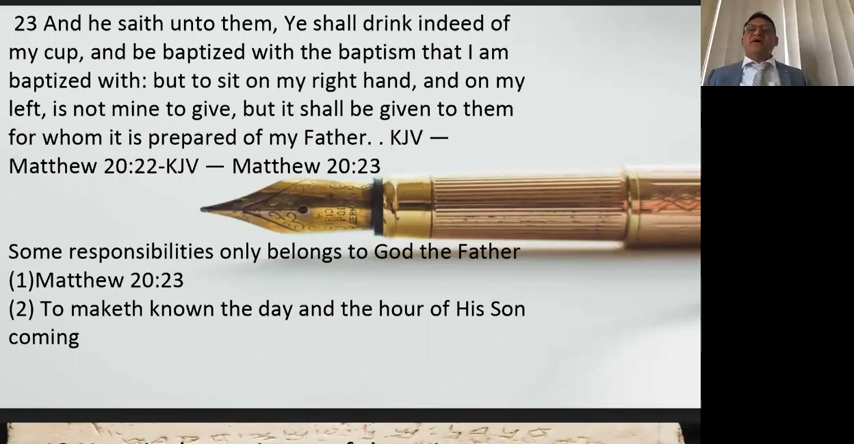 23 And he saith unto them, Ye shall drink indeed of
my cup, and be baptized with the baptism that I am
baptized with: but to sit on my right hand, and on my
left, is not mine to give, but it shall be given to them
for whom it is prepared of my Father. . KJV —
Matthew 20:22-KJV — Matthew 20:23
Some responsibilities only belongs to God the Father
(1)Matthew 20:23
(2) To maketh known the day and the hour of His Son
coming